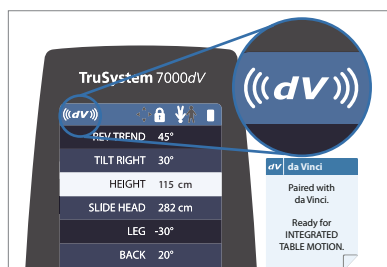 TruSystem 7000dV
((dV))
REV TREND 45°
TILT RIGHT 30°
HEIGHT 115 cm
SLIDE HEAD 282 cm
LEG -30°
BACK 20°
(((dV)))
dV da Vinci
Paired with
da Vinci.
Ready for
INTEGRATED
TABLE MOTION.